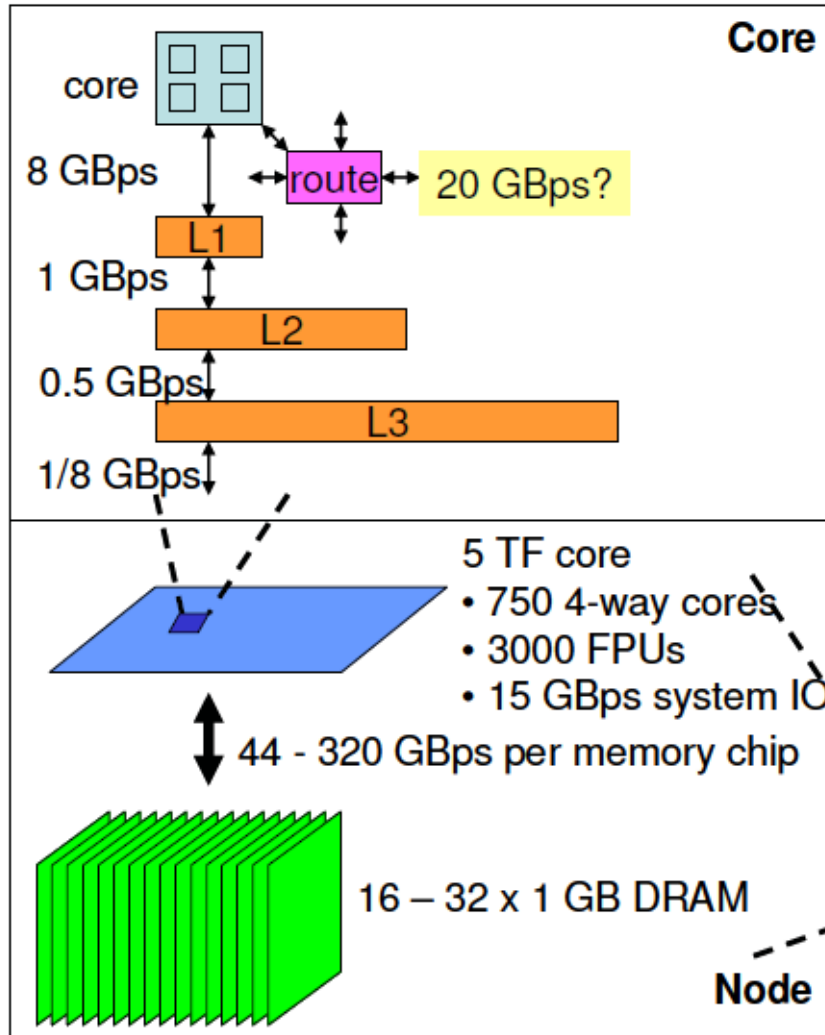 Core
core
8 GBps
route
20 GBps?
L1
1 GBps
L2
0.5 GBps
L3
1/8 GBps
5 TF core
• 750 4-way cores
• 3000 FPUs
• 15 GBps system IO
44 - 320 GBps per memory chip
16 – 32 x 1 GB DRAM
Node